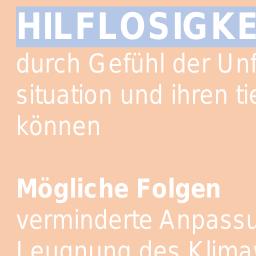 HILFLOSIGKE
durch Gefühl der Unf
situation und ihren tie
können
Mögliche Folgen
verminderte Anpassu
Leugnung des Klima